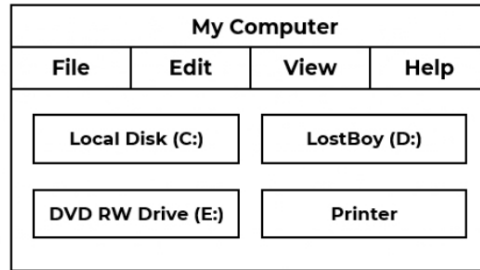 My Computer
File Edit View Help
Local Disk (C:) LostBoy (D:)
DVD RW Drive (E:) Printer